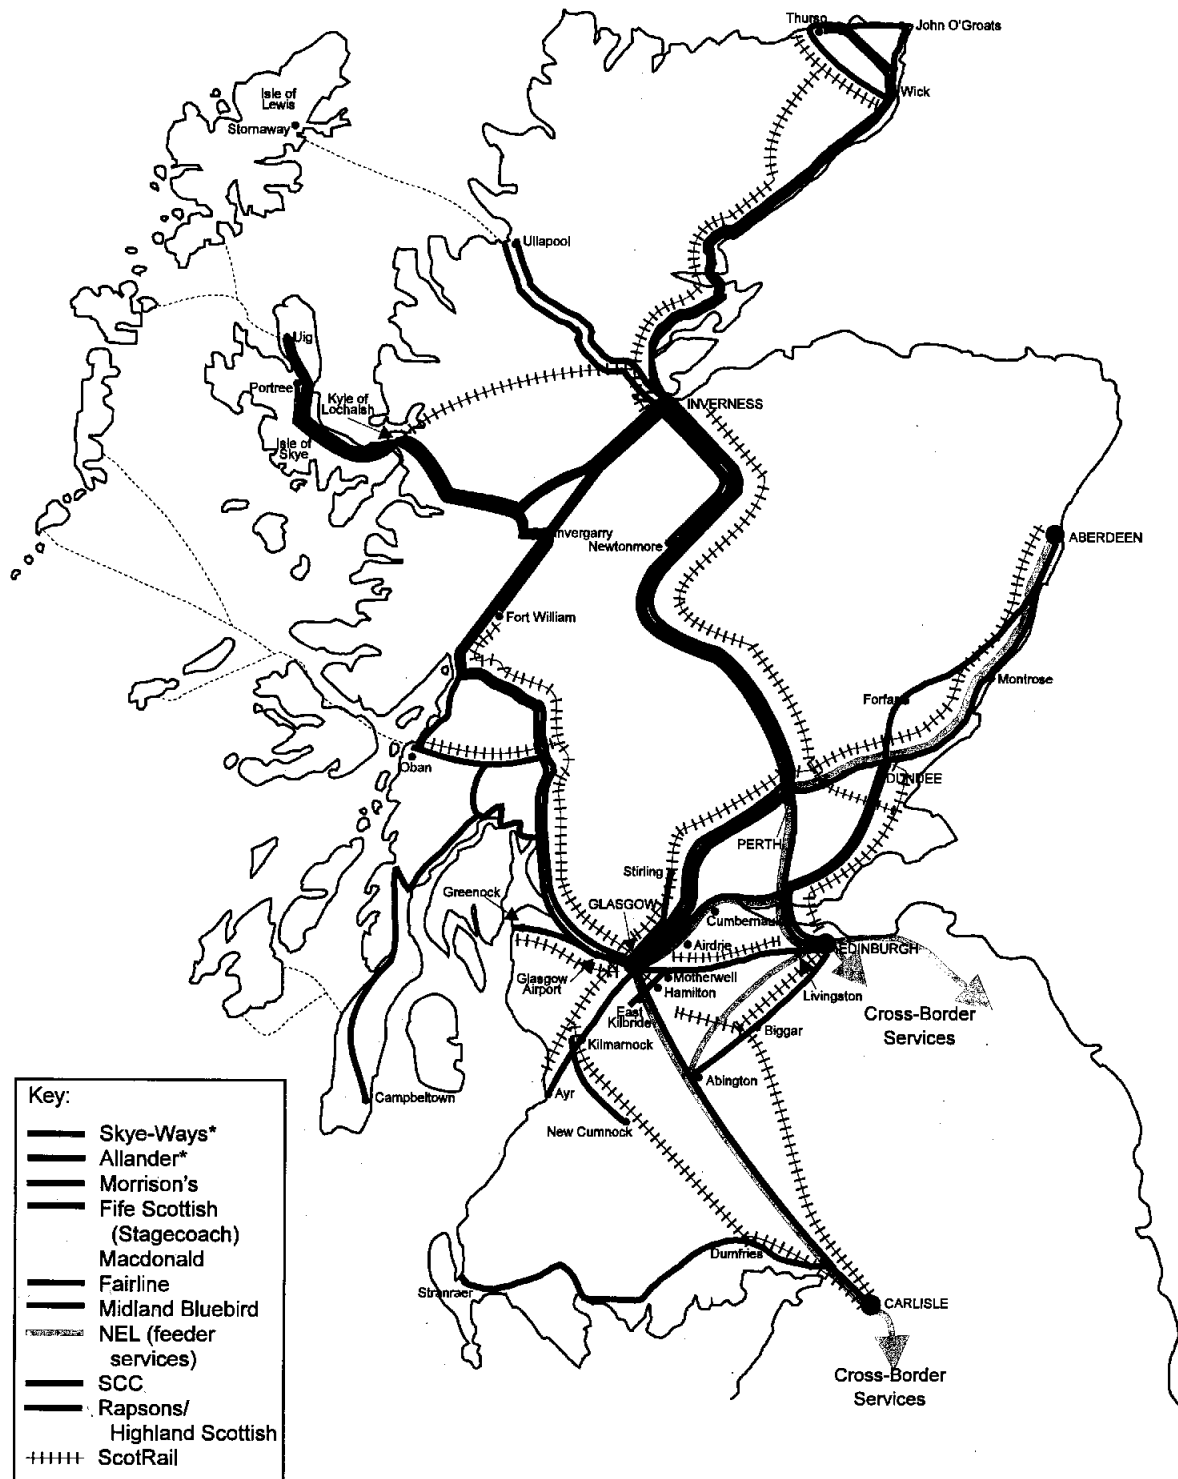 Thurso
John O'Groats
Isle of
Lewis
Stornaway
Wick
Ullapool
Uig
Portree
Kyle of
Lochalsh
Isle of
Skye
INVERNESS
Invergarry
Newtonmore
ABERDEEN
Fort William
Forfar
Montrose
Oban
DUNDEE
PERTH
Stirling
Greenock
GLASGOW
Cumbernauld
Airdrie
EDINBURGH
Glasgow
Airport
Motherwell
Hamilton
Livingston
East
Kilbride
Cross-Border
Services
Biggar
Kilmarnock
Abington
Ayr
Campbeltown
New Cumnock
Dumfries
Stranraer
CARLISLE
Cross-Border
Services
Key:
Skye-Ways*
Allander*
Morrison's
Fife Scottish
(Stagecoach)
Macdonald
Fairline
Midland Bluebird
NEL (feeder
services)
SCC
Rapsons/
Highland Scottish
ScotRail